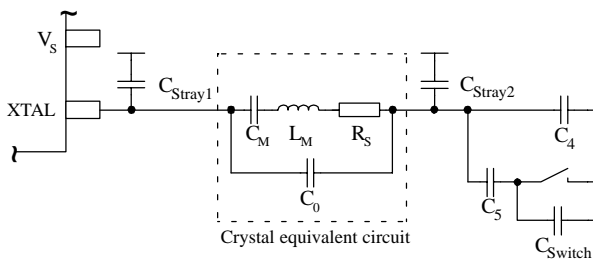 V_S
XTAL
C_Stray1
C_Stray2
C_M L_M R_S
C_4
C_0
C_5
C_Switch
Crystal equivalent circuit